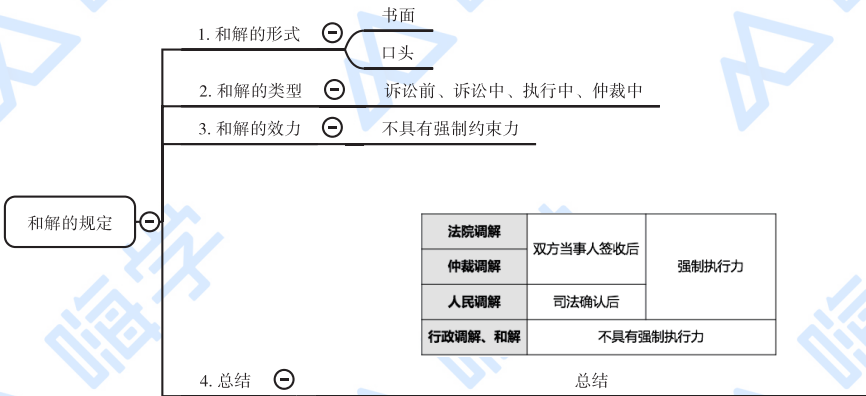 书面
1. 和解的形式
口头
2. 和解的类型 诉讼前、诉讼中、执行中、仲裁中
3. 和解的效力 不具有强制约束力
和解的规定
法院调解
双方当事人签收后
仲裁调解
强制执行力
人民调解 司法确认后
行政调解、和解 不具有强制执行力
4. 总结 总结
嗨学
嗨学